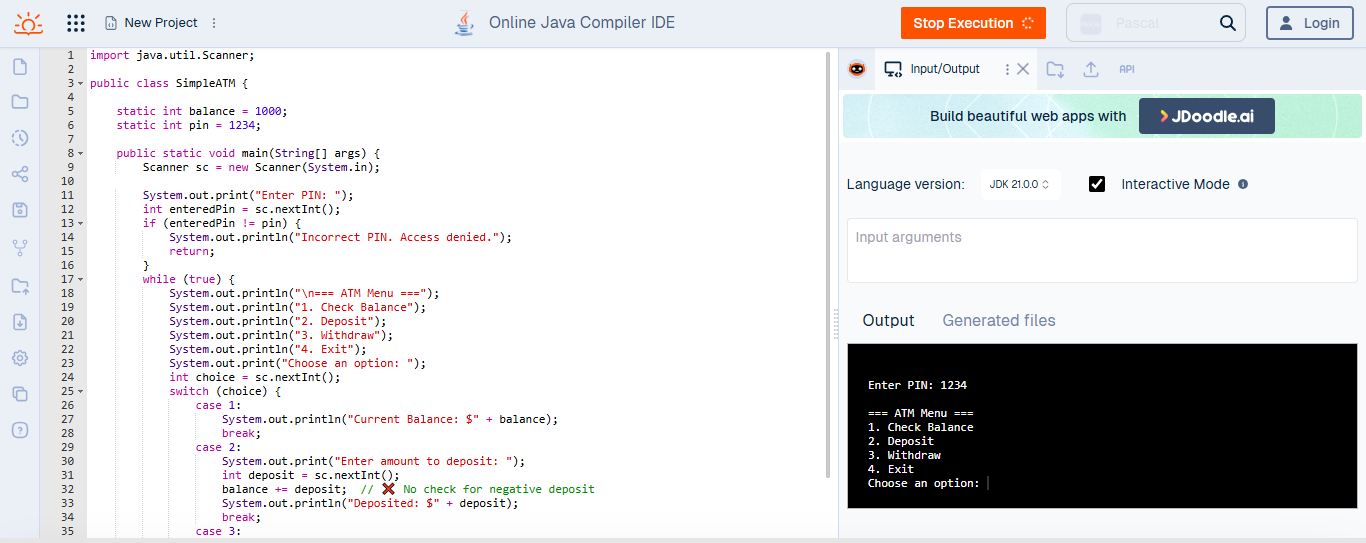 New Project
Online Java Compiler IDE
Stop Execution
Pascal
Login
1 import java.util.Scanner;
2
3 public class SimpleATM {
4
5 static int balance = 1000;
6 static int pin = 1234;
7
8 public static void main(String[] args) {
9 Scanner sc = new Scanner(System.in);
10
11 System.out.print("Enter PIN: ");
12 int enteredPin = sc.nextInt();
13 if (enteredPin != pin) {
14 System.out.println("Incorrect PIN. Access denied.");
15 return;
16 }
17 while (true) {
18 System.out.println("\n=== ATM Menu ===");
19 System.out.println("1. Check Balance");
20 System.out.println("2. Deposit");
21 System.out.println("3. Withdraw");
22 System.out.println("4. Exit");
23 System.out.print("Choose an option: ");
24 int choice = sc.nextInt();
25 switch (choice) {
26 case 1:
27 System.out.println("Current Balance: $" + balance);
28 break;
29 case 2:
30 System.out.print("Enter amount to deposit: ");
31 int deposit = sc.nextInt();
32 balance += deposit; // ❌ No check for negative deposit
33 System.out.println("Deposited: $" + deposit);
34 break;
35 case 3:
Input/Output
API
Build beautiful web apps with JDoodle.ai
Language version: JDK 21.0.0 Interactive Mode
Input arguments
Output Generated files
Enter PIN: 1234
=== ATM Menu ===
1. Check Balance
2. Deposit
3. Withdraw
4. Exit
Choose an option: